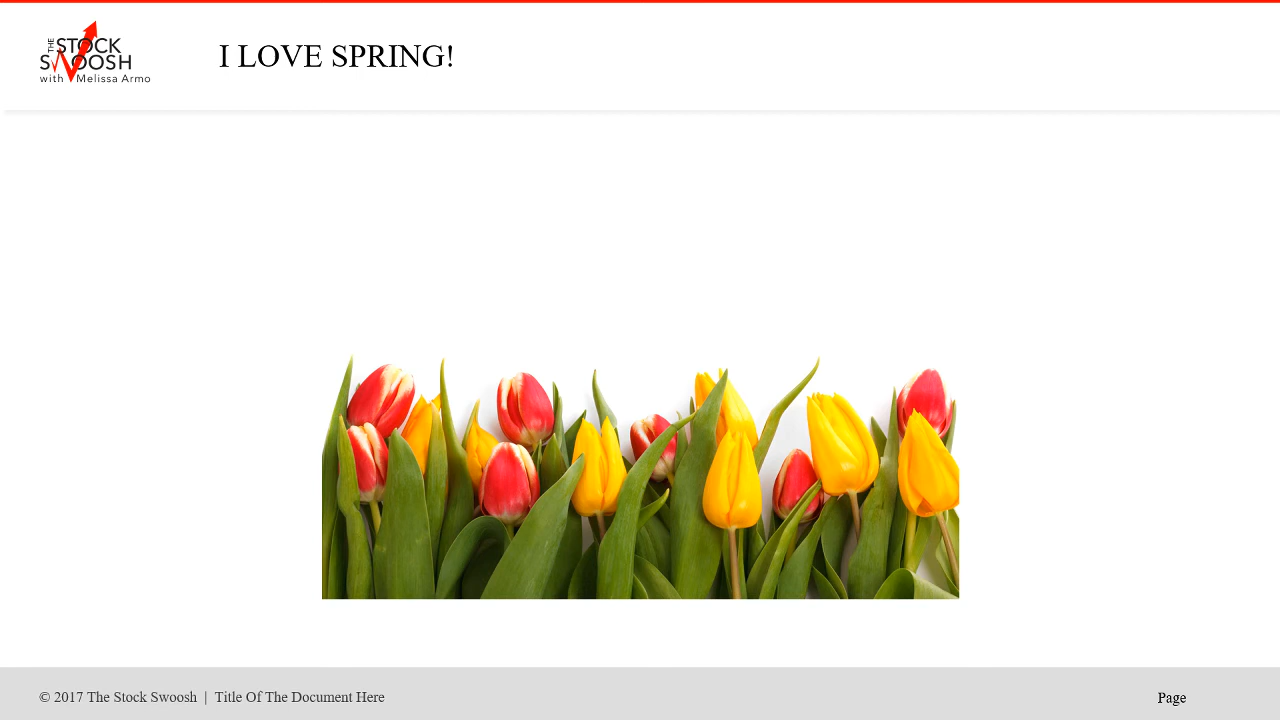 THE STOCK
SWOOSH
with Melissa Armo
I LOVE SPRING!
© 2017 The Stock Swoosh | Title Of The Document Here
Page